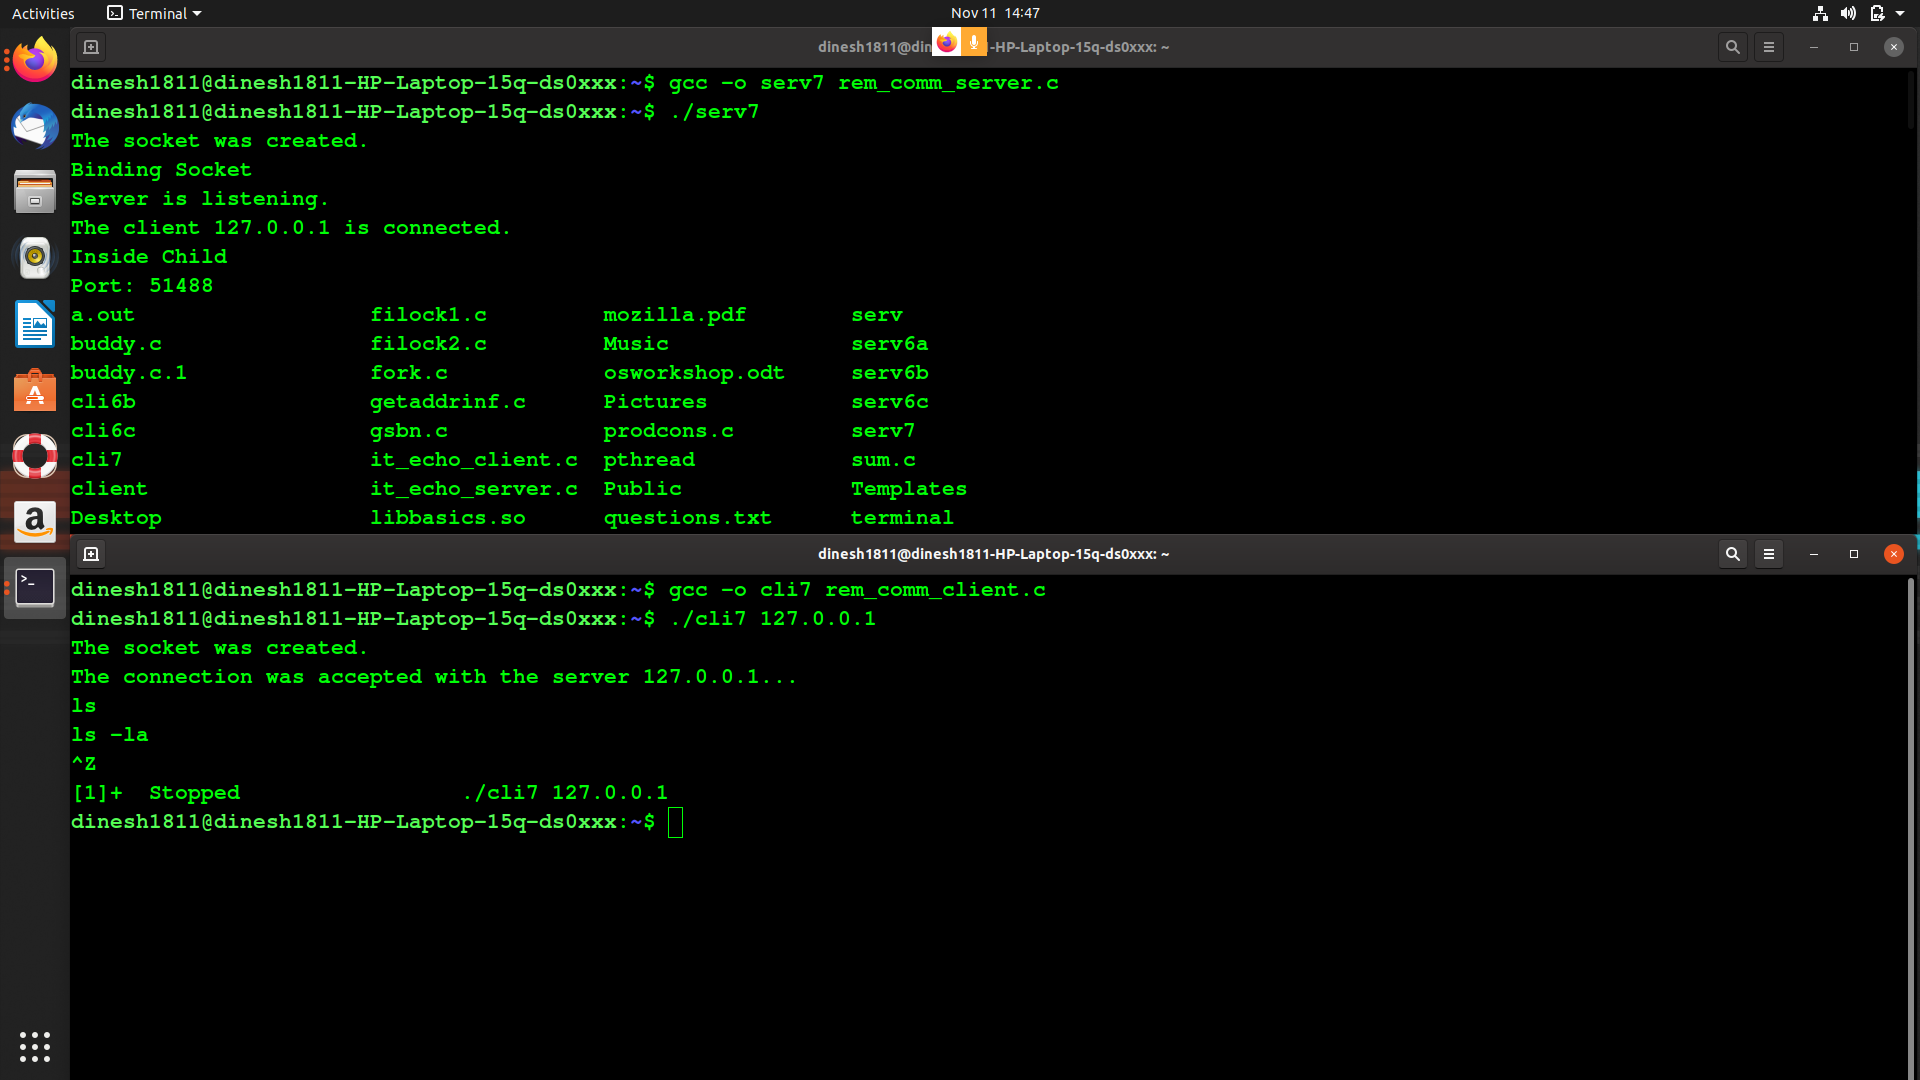 Activities Terminal Nov 11 14:47
dinesh1811@din -HP-Laptop-15q-ds0xxx: ~
dinesh1811@dinesh1811-HP-Laptop-15q-ds0xxx:~$ gcc -o serv7 rem_comm_server.c
dinesh1811@dinesh1811-HP-Laptop-15q-ds0xxx:~$ ./serv7
The socket was created.
Binding Socket
Server is listening.
The client 127.0.0.1 is connected.
Inside Child
Port: 51488
a.out filock1.c mozilla.pdf serv
buddy.c filock2.c Music serv6a
buddy.c.1 fork.c osworkshop.odt serv6b
cli6b getaddrinf.c Pictures serv6c
cli6c gsbn.c prodcons.c serv7
cli7 it_echo_client.c pthread sum.c
client it_echo_server.c Public Templates
Desktop libbasics.so questions.txt terminal
dinesh1811@dinesh1811-HP-Laptop-15q-ds0xxx: ~
dinesh1811@dinesh1811-HP-Laptop-15q-ds0xxx:~$ gcc -o cli7 rem_comm_client.c
dinesh1811@dinesh1811-HP-Laptop-15q-ds0xxx:~$ ./cli7 127.0.0.1
The socket was created.
The connection was accepted with the server 127.0.0.1...
ls
ls -la
^Z
[1]+ Stopped ./cli7 127.0.0.1
dinesh1811@dinesh1811-HP-Laptop-15q-ds0xxx:~$